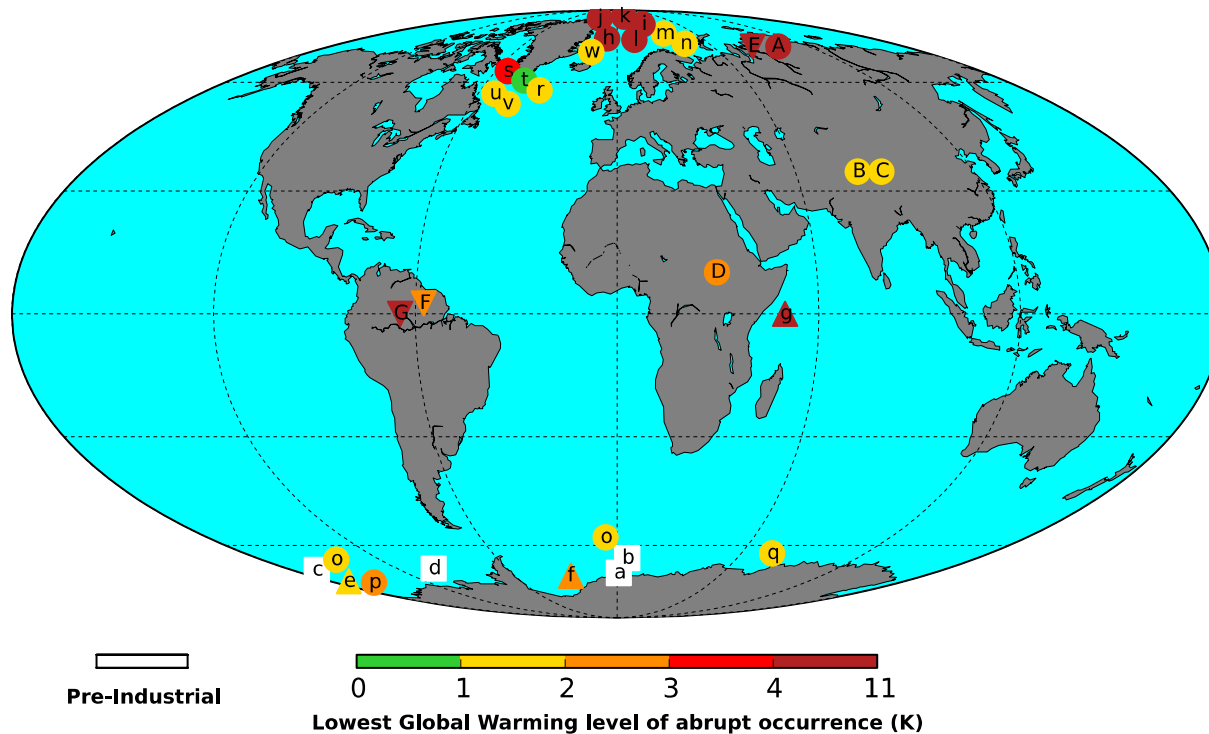 j k i
h l m n
w E A
s t r
u v
B C
D
F
G g
o b q
o
c d a f
e p
Pre-Industrial
0 1 2 3 4 11
Lowest Global Warming level of abrupt occurrence (K)